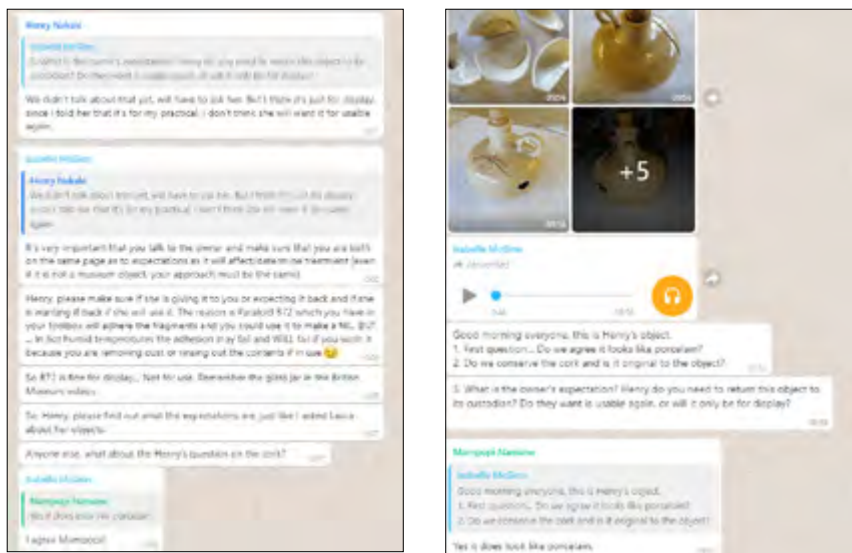 Henry Nakale
Isabelle McGinn
We didn't talk about that yet, will have to ask her. But I think it's just for display,
since I told her that it's for my practical. I don't think she will want it for usable
again.
Isabelle McGinn
Henry Nakale
again
It's very important that you talk to the owner and make sure that you are both
on the same page as to expectations as it will affect/determine treatment (even
if it is not a museum object, your approach must be the same)
Henry, please make sure if she is giving it to you or expecting it back and if she
is wanting it back if she will use it. The reason is Paraloid B72 which you have in
your toolbox will adhere the fragments and you could use it to make a fill, BUT
... in hot humid temperatures the adhesion may fail and WILL fail if you wash it
because you are removing dust or rinsing out the contents if in use
So B72 is fine for display... Not for use. Remember the glass jar in the British
Museum videos
So, Henry, please find out what the expectations are just like I asked
about her objects.
Anyone else, what about the Henry's question on the cork?
Isabelle McGinn
Yes it does look like porcelain
I agree
+5
Isabelle McGinn
Good morning everyone, this is Henry's object.
1. First question... Do we agree it looks like porcelain?
2. Do we conserve the cork and is it original to the object?
3. What is the owner's expectation? Henry do you need to return this object to
its custodian? Do they want is usable again, or will it only be for display?
Isabelle McGinn
Good morning everyone, this is Henry's object.
1. First question... Do we agree it looks like porcelain?
2. Do we conserve the cork and is it original to the object?
Yes it does look like porcelain.